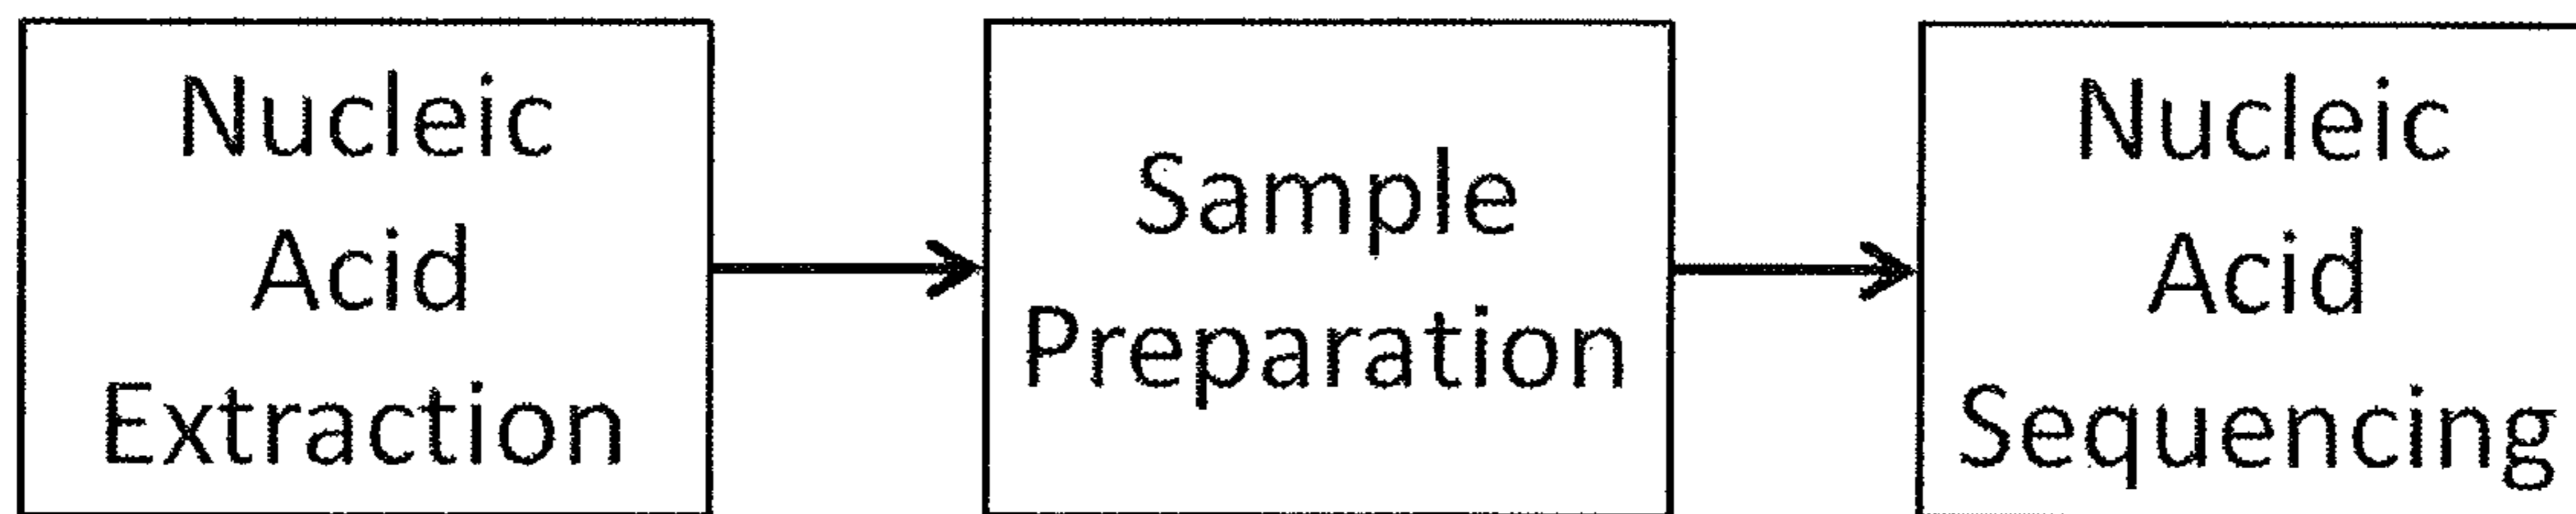 Nucleic
Acid
Extraction
Sample
Preparation
Nucleic
Acid
Sequencing